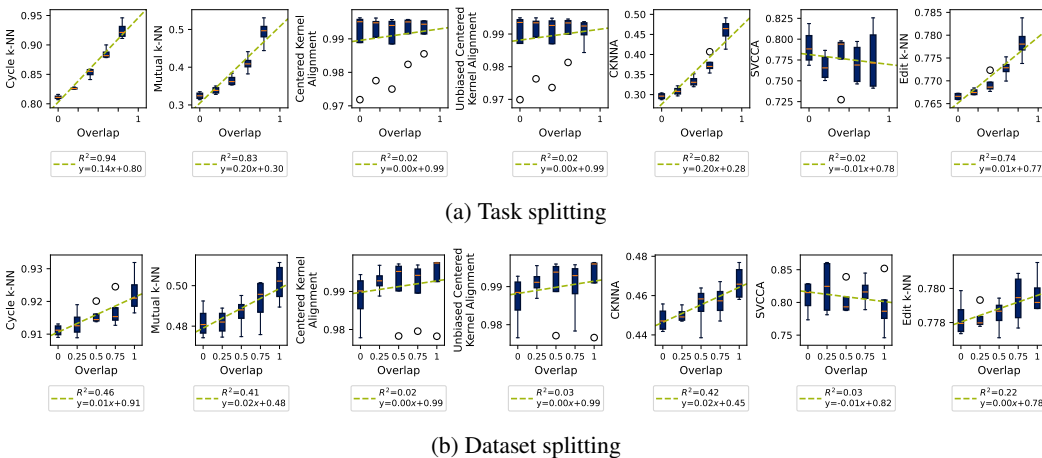 Cycle k-NN
0.95
0.90
0.85
0.80
0
1
Overlap
R²=0.94
y=0.14x+0.80
Mutual k-NN
0.5
0.4
0.3
0
1
Overlap
R²=0.83
y=0.20x+0.30
Centered Kernel
Alignment
0.99
0.98
0.97
0
1
Overlap
R²=0.02
y=0.00x+0.99
Unbiased Centered
Kernel Alignment
0.99
0.98
0.97
0
1
Overlap
R²=0.02
y=0.00x+0.99
CKNNA
0.50
0.45
0.40
0.35
0.30
0
1
Overlap
R²=0.82
y=0.20x+0.28
SVCCA
0.825
0.800
0.775
0.750
0.725
0
1
Overlap
R²=0.02
y=-0.01x+0.78
Edit k-NN
0.785
0.780
0.775
0.770
0.765
0
1
Overlap
R²=0.74
y=0.01x+0.77
(a) Task splitting
Cycle k-NN
0.93
0.92
0.91
0 0.25 0.5 0.75 1
Overlap
R²=0.46
y=0.01x+0.91
Mutual k-NN
0.50
0.48
0 0.25 0.5 0.75 1
Overlap
R²=0.41
y=0.02x+0.48
Centered Kernel
Alignment
0.99
0.98
0 0.25 0.5 0.75 1
Overlap
R²=0.02
y=0.00x+0.99
Unbiased Centered
Kernel Alignment
0.99
0.98
0 0.25 0.5 0.75 1
Overlap
R²=0.03
y=0.00x+0.99
CKNNA
0.48
0.46
0.44
0 0.25 0.5 0.75 1
Overlap
R²=0.42
y=0.02x+0.45
SVCCA
0.85
0.80
0.75
0 0.25 0.5 0.75 1
Overlap
R²=0.03
y=-0.01x+0.82
Edit k-NN
0.780
0.778
0 0.25 0.5 0.75 1
Overlap
R²=0.22
y=0.00x+0.78
(b) Dataset splitting